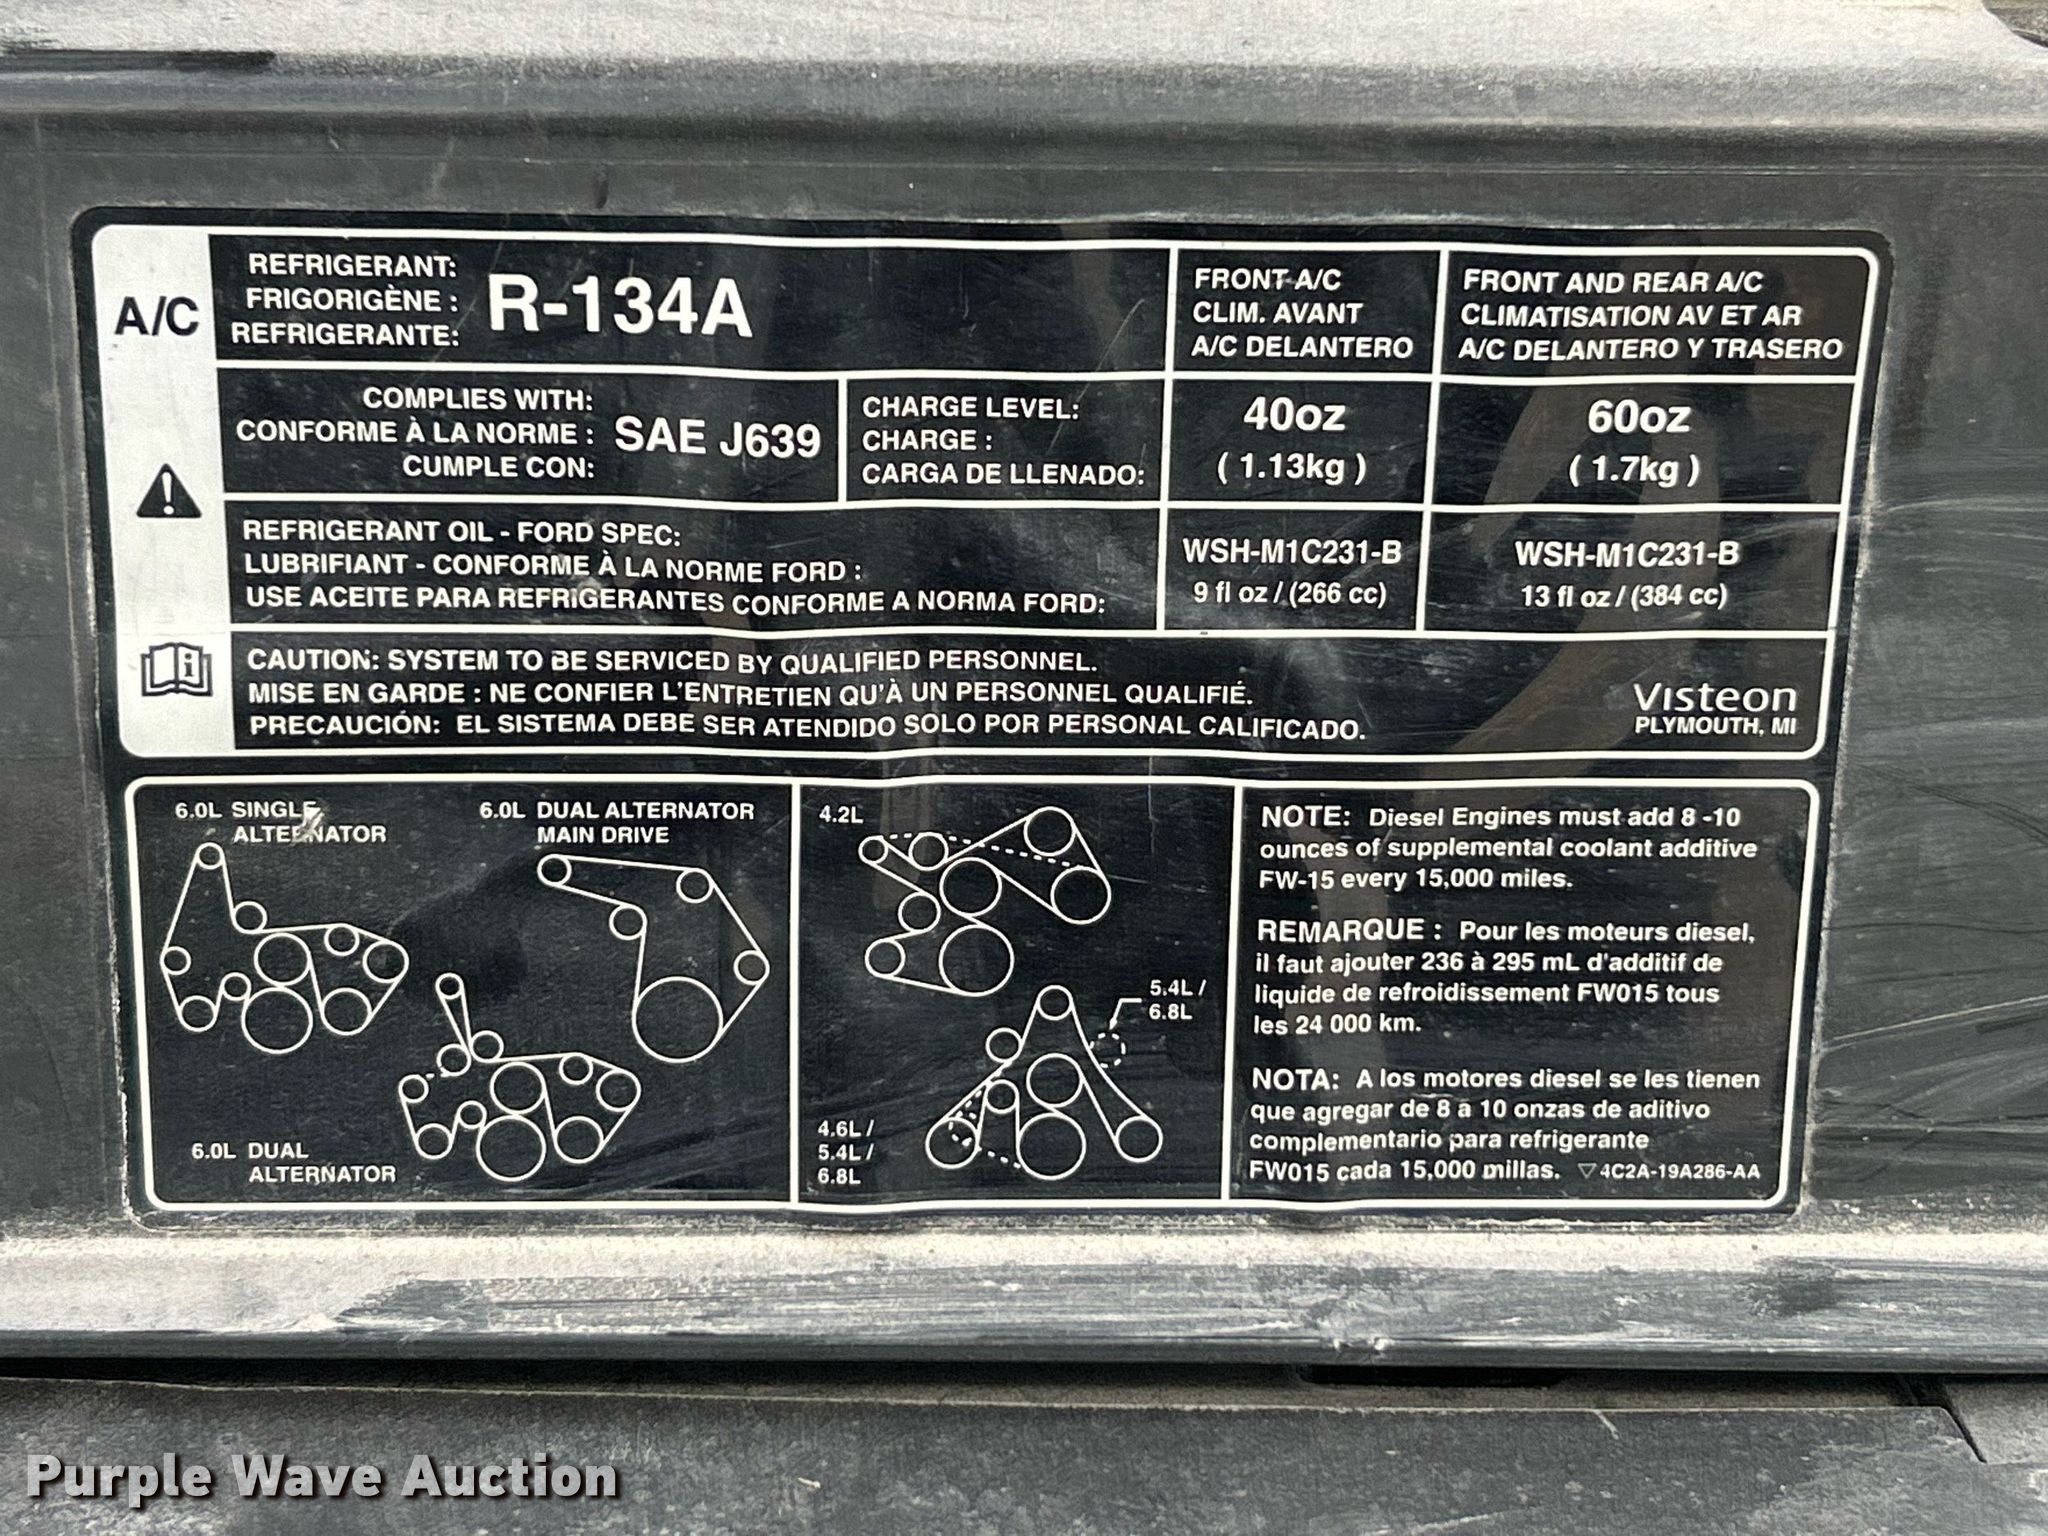 A/C
REFRIGERANT:
FRIGORIGÈNE :
REFRIGERANTE:
R-134A
FRONT A/C
CLIM. AVANT
A/C DELANTERO
FRONT AND REAR A/C
CLIMATISATION AV ET AR
A/C DELANTERO Y TRASERO
COMPLIES WITH:
CONFORME À LA NORME :
CUMPLE CON:
SAE J639
CHARGE LEVEL:
CHARGE :
CARGA DE LLENADO:
40oz
( 1.13kg )
60oz
( 1.7kg )
REFRIGERANT OIL - FORD SPEC:
LUBRIFIANT - CONFORME À LA NORME FORD :
USE ACEITE PARA REFRIGERANTES CONFORME A NORMA FORD:
WSH-M1C231-B
9 fl oz / (266 cc)
WSH-M1C231-B
13 fl oz / (384 cc)
CAUTION: SYSTEM TO BE SERVICED BY QUALIFIED PERSONNEL.
MISE EN GARDE : NE CONFIER L'ENTRETIEN QU'À UN PERSONNEL QUALIFIÉ.
PRECAUCIÓN: EL SISTEMA DEBE SER ATENDIDO SOLO POR PERSONAL CALIFICADO.
Visteon
PLYMOUTH, MI
6.0L SINGLE
ALTERNATOR
6.0L DUAL ALTERNATOR
MAIN DRIVE
6.0L DUAL
ALTERNATOR
4.2L
5.4L /
6.8L
4.6L /
5.4L /
6.8L
NOTE: Diesel Engines must add 8 -10
ounces of supplemental coolant additive
FW-15 every 15,000 miles.
REMARQUE : Pour les moteurs diesel,
il faut ajouter 236 à 295 mL d'additif de
liquide de refroidissement FW015 tous
les 24 000 km.
NOTA: A los motores diesel se les tienen
que agregar de 8 a 10 onzas de aditivo
complementario para refrigerante
FW015 cada 15,000 millas. ▽4C2A-19A286-AA
Purple Wave Auction